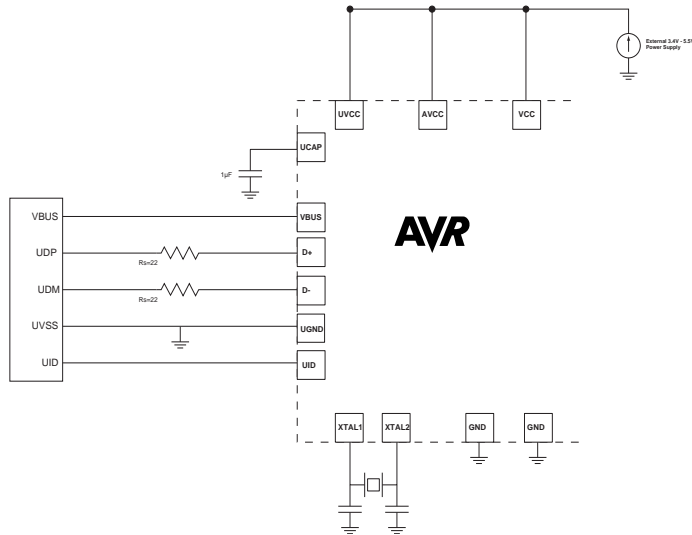 External 3.4V - 5.5V
Power Supply
UVCC
AVCC
VCC
UCAP
1µF
VBUS
VBUS
UDP
Rs=22
D+
UDM
Rs=22
D-
UVSS
UGND
UID
UID
AVR
XTAL1
XTAL2
GND
GND